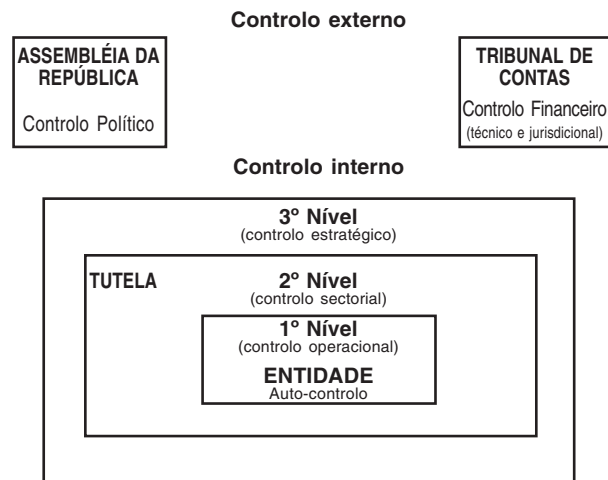 Controlo externo
ASSEMBLÉIA DA
REPÚBLICA
Controlo Político
TRIBUNAL DE
CONTAS
Controlo Financeiro
(técnico e jurisdicional)
Controlo interno
3º Nível
(controlo estratégico)
TUTELA
2º Nível
(controlo sectorial)
1º Nível
(controlo operacional)
ENTIDADE
Auto-controlo